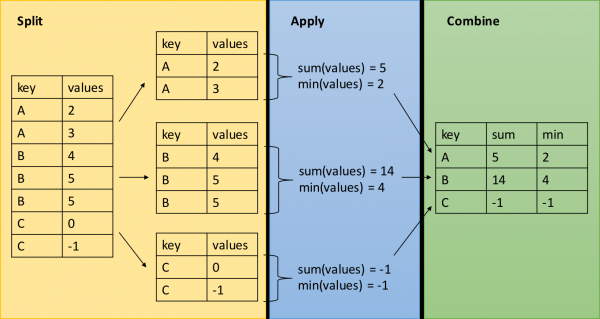 Split
Apply
Combine
key values
A 2
A 3
B 4
B 5
B 5
C 0
C -1
key values
A 2
A 3
key values
B 4
B 5
B 5
key values
C 0
C -1
sum(values) = 5
min(values) = 2
sum(values) = 14
min(values) = 4
sum(values) = -1
min(values) = -1
key sum min
A 5 2
B 14 4
C -1 -1